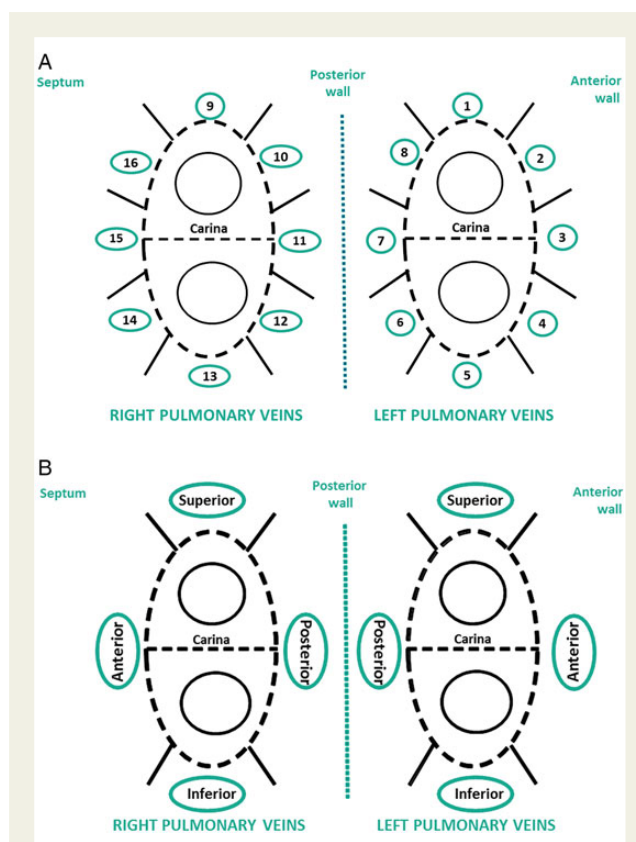 A
Septum
Posterior
wall
Anterior
wall
9
1
16
10
8
2
Carina
Carina
15
11
7
3
14
12
6
4
13
5
RIGHT PULMONARY VEINS
LEFT PULMONARY VEINS
B
Septum
Posterior
wall
Anterior
wall
Superior
Superior
Anterior
Carina
Posterior
Posterior
Carina
Anterior
Inferior
Inferior
RIGHT PULMONARY VEINS
LEFT PULMONARY VEINS